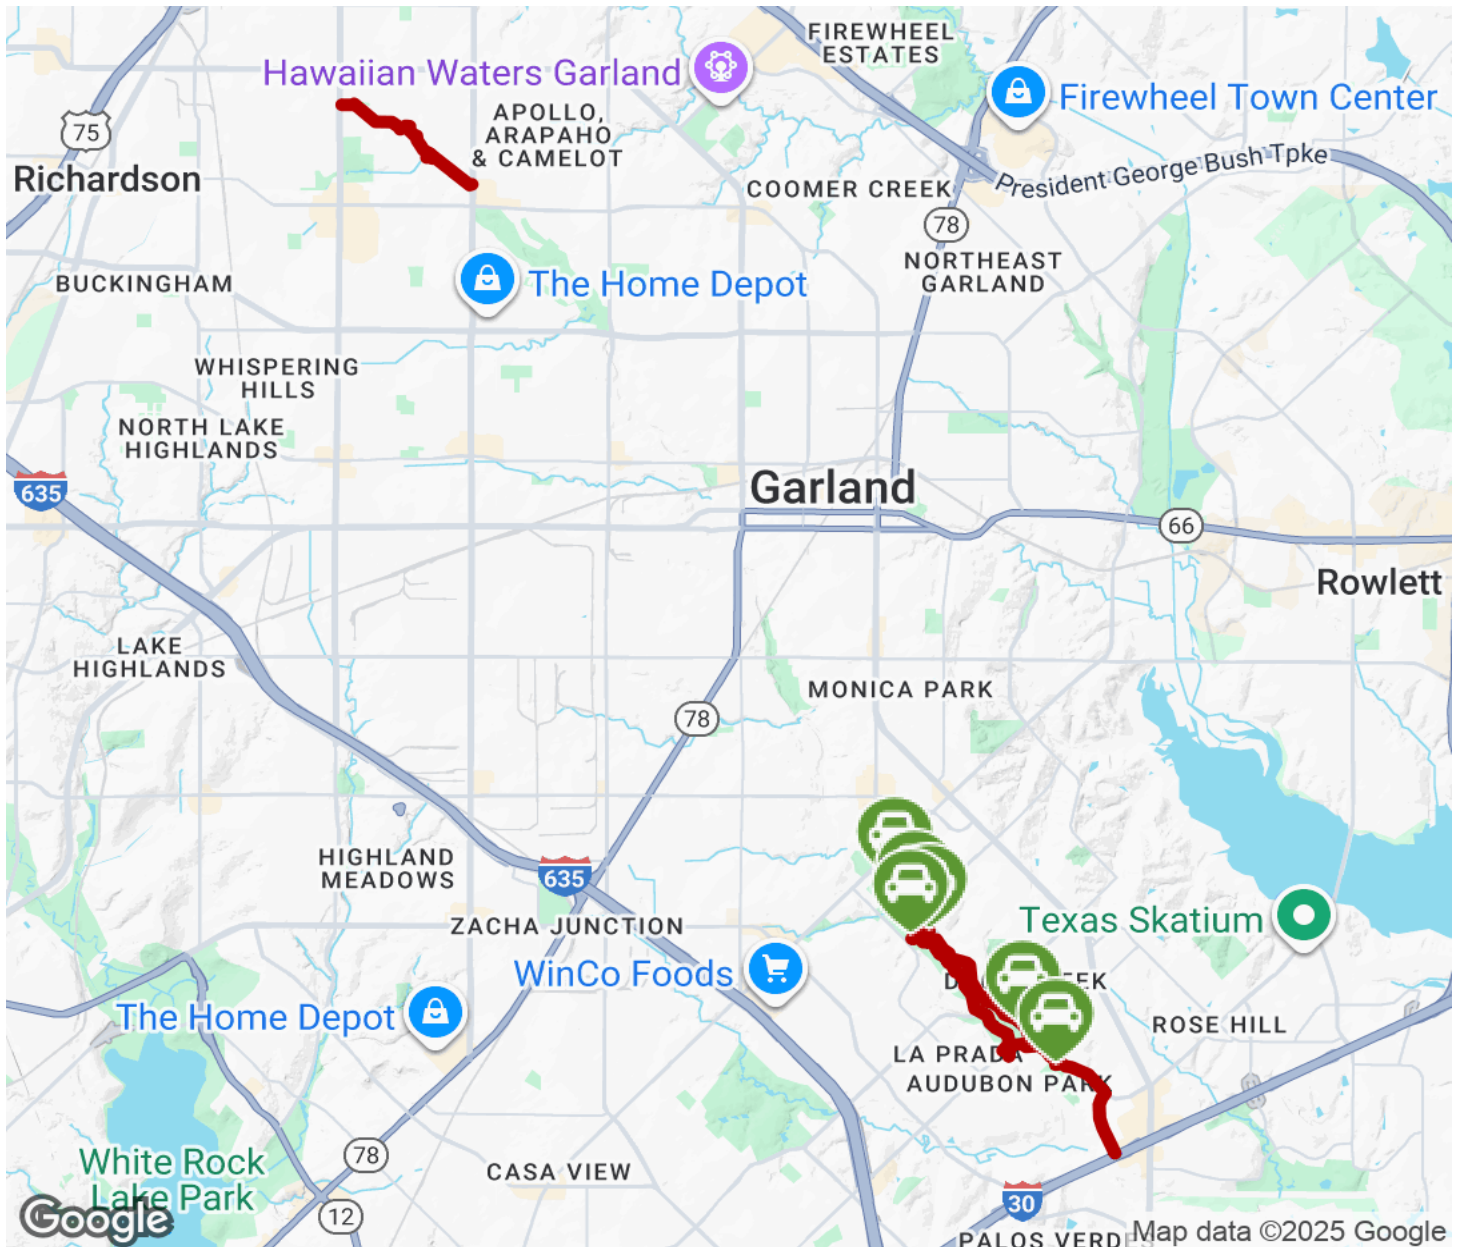 FIREWHEEL
ESTATES
Hawaiian Waters Garland
Firewheel Town Center
75
APOLLO,
ARAPAHO
& CAMELOT
President George Bush Tpke
Richardson
COOMER CREEK
78
BUCKINGHAM
The Home Depot
NORTHEAST
GARLAND
WHISPERING
HILLS
NORTH LAKE
HIGHLANDS
635
Garland
66
Rowlett
LAKE
HIGHLANDS
MONICA PARK
78
HIGHLAND
MEADOWS
635
ZACHA JUNCTION
Texas Skatium
WinCo Foods
D
EEK
The Home Depot
ROSE HILL
LA PRADA
AUDUBON PARK
78
White Rock
Lake Park
CASA VIEW
12
30
Google
PALOS VERDES
Map data ©2025 Google